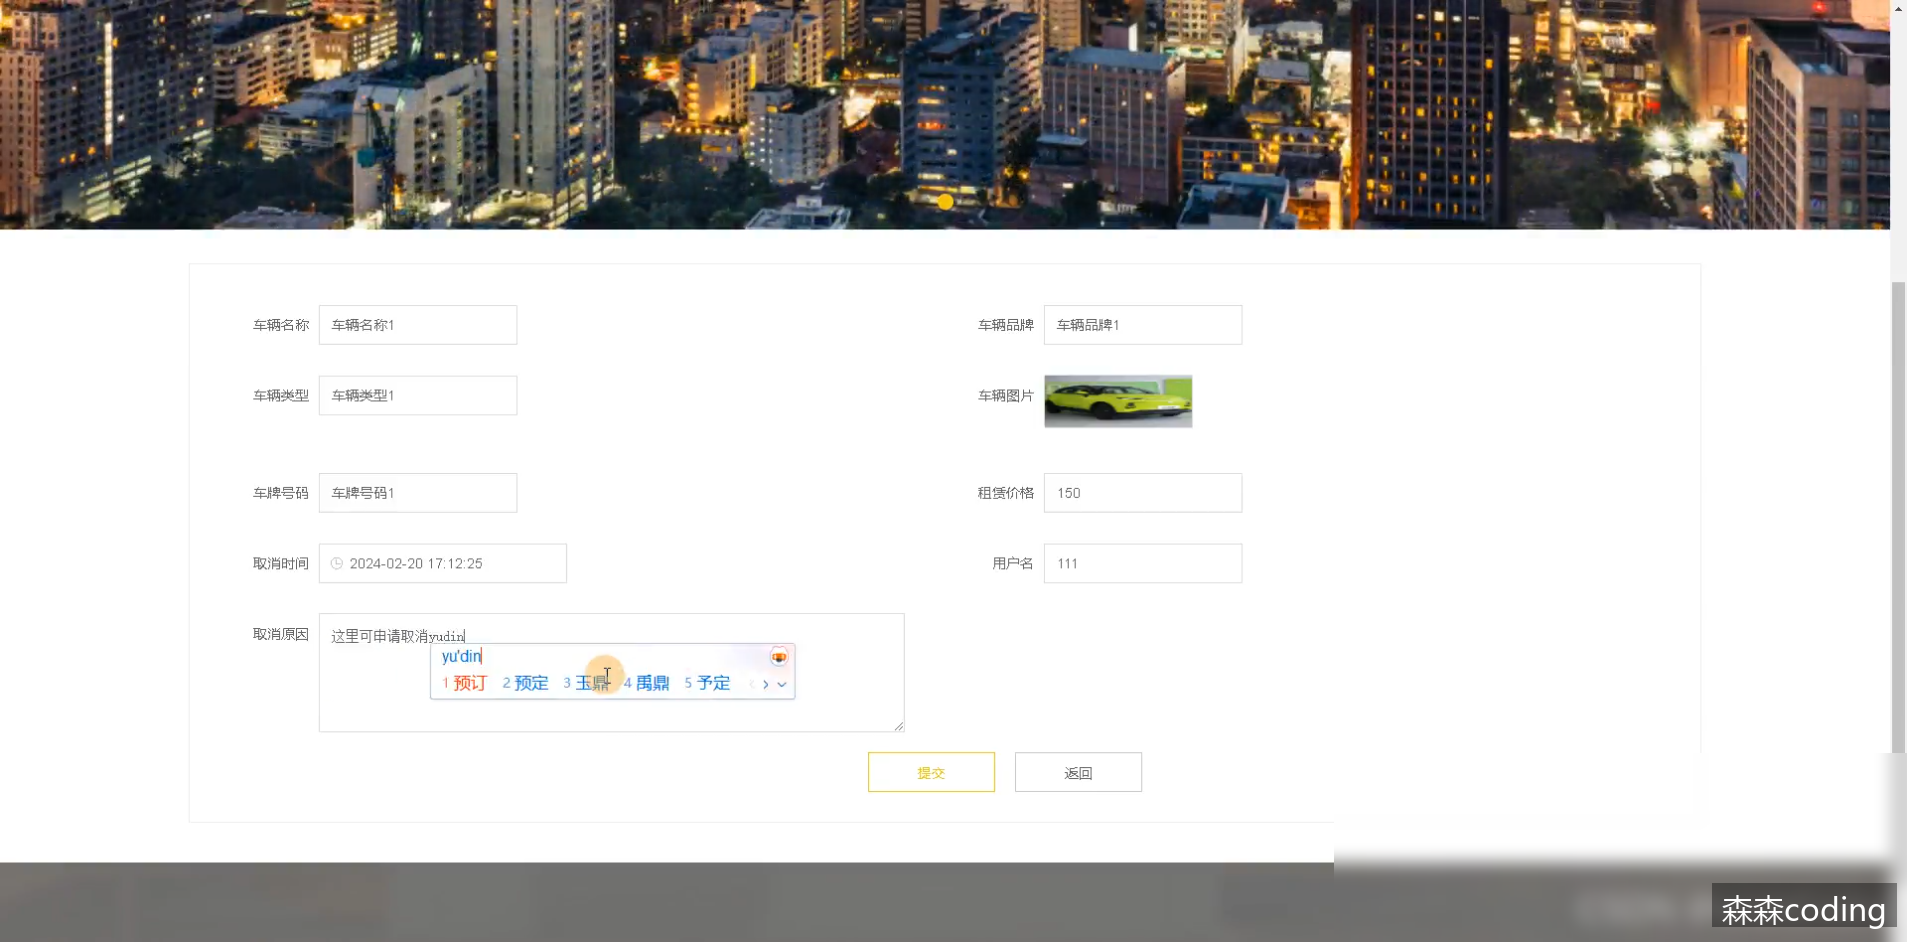 车辆名称 车辆名称1 车辆品牌 车辆品牌1
车辆类型 车辆类型1 车辆图片
车牌号码 车牌号码1 租赁价格 150
取消时间 2024-02-20 17:12:25 用户名 111
取消原因 这里可申请取消yudin
yu'din
1 预订 2 预定 3 玉鼎 4 禹鼎 5 予定
提交 返回
森森coding